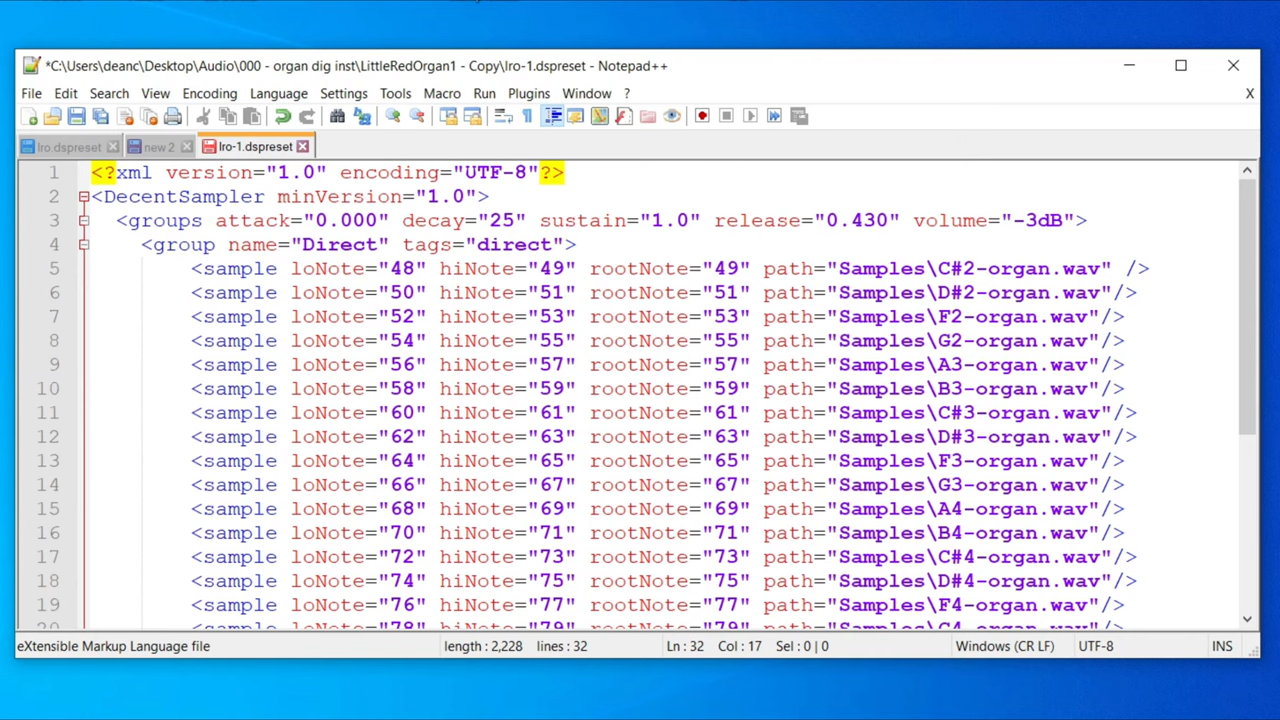 *C:\Users\deanc\Desktop\Audio\000 - organ dig inst\LittleRedOrgan1 - Copy\lro-1.dspreset - Notepad++
File Edit Search View Encoding Language Settings Tools Macro Run Plugins Window ? X
lro.dspreset new 2 lro-1.dspreset
1 <?xml version="1.0" encoding="UTF-8"?>
2 <DecentSampler minVersion="1.0">
3 <groups attack="0.000" decay="25" sustain="1.0" release="0.430" volume="-3dB">
4 <group name="Direct" tags="direct">
5 <sample loNote="48" hiNote="49" rootNote="49" path="Samples\C#2-organ.wav" />
6 <sample loNote="50" hiNote="51" rootNote="51" path="Samples\D#2-organ.wav"/>
7 <sample loNote="52" hiNote="53" rootNote="53" path="Samples\F2-organ.wav"/>
8 <sample loNote="54" hiNote="55" rootNote="55" path="Samples\G2-organ.wav"/>
9 <sample loNote="56" hiNote="57" rootNote="57" path="Samples\A3-organ.wav"/>
10 <sample loNote="58" hiNote="59" rootNote="59" path="Samples\B3-organ.wav"/>
11 <sample loNote="60" hiNote="61" rootNote="61" path="Samples\C#3-organ.wav"/>
12 <sample loNote="62" hiNote="63" rootNote="63" path="Samples\D#3-organ.wav"/>
13 <sample loNote="64" hiNote="65" rootNote="65" path="Samples\F3-organ.wav"/>
14 <sample loNote="66" hiNote="67" rootNote="67" path="Samples\G3-organ.wav"/>
15 <sample loNote="68" hiNote="69" rootNote="69" path="Samples\A4-organ.wav"/>
16 <sample loNote="70" hiNote="71" rootNote="71" path="Samples\B4-organ.wav"/>
17 <sample loNote="72" hiNote="73" rootNote="73" path="Samples\C#4-organ.wav"/>
18 <sample loNote="74" hiNote="75" rootNote="75" path="Samples\D#4-organ.wav"/>
19 <sample loNote="76" hiNote="77" rootNote="77" path="Samples\F4-organ.wav"/>
eXtensible Markup Language file length : 2,228 lines : 32 Ln : 32 Col : 17 Sel : 0 | 0 Windows (CR LF) UTF-8 INS